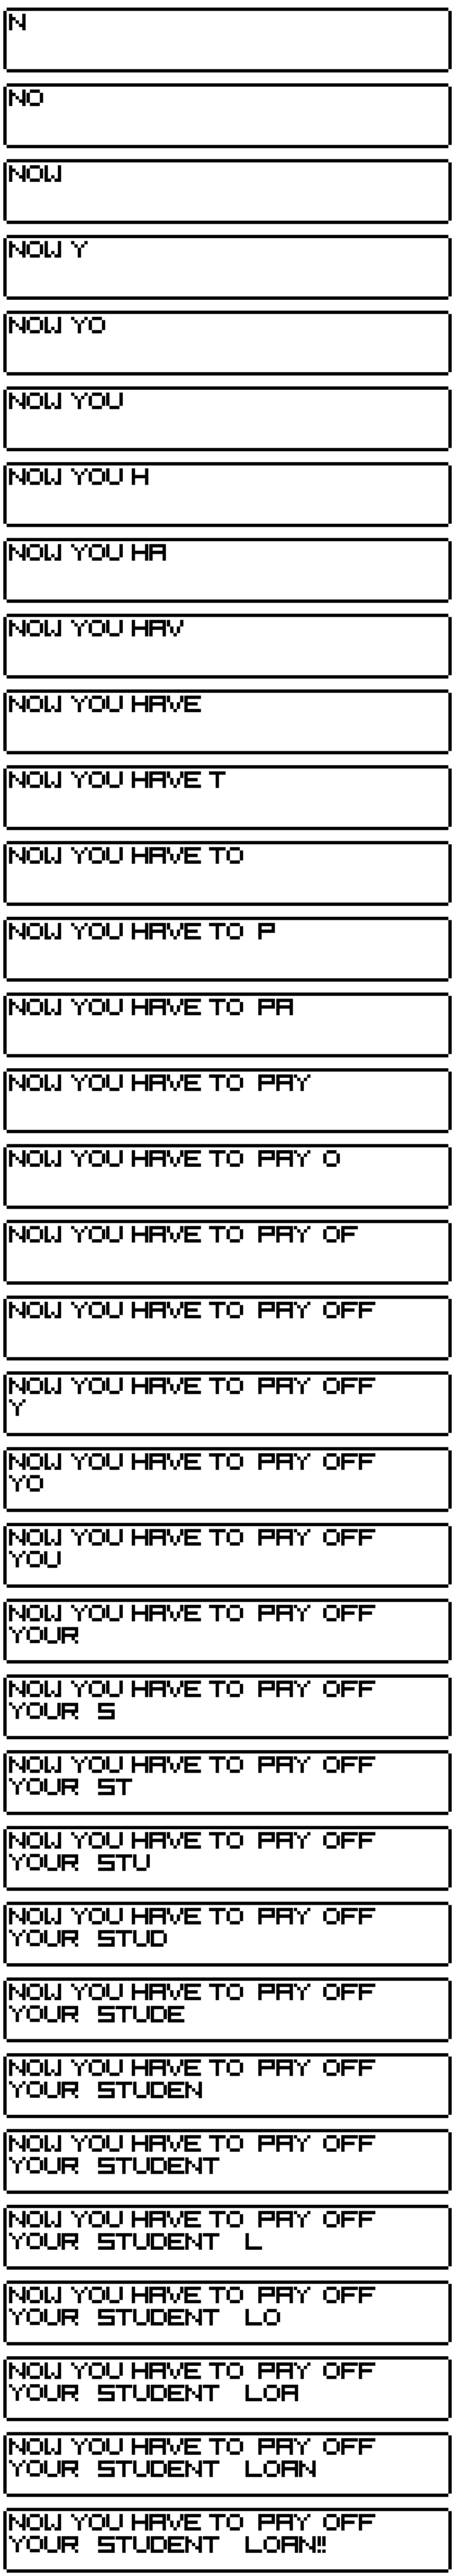 N
NO
NOW
NOW Y
NOW YO
NOW YOU
NOW YOU H
NOW YOU HA
NOW YOU HAV
NOW YOU HAVE
NOW YOU HAVE T
NOW YOU HAVE TO
NOW YOU HAVE TO P
NOW YOU HAVE TO PA
NOW YOU HAVE TO PAY
NOW YOU HAVE TO PAY O
NOW YOU HAVE TO PAY OF
NOW YOU HAVE TO PAY OFF
NOW YOU HAVE TO PAY OFF
Y
NOW YOU HAVE TO PAY OFF
YO
NOW YOU HAVE TO PAY OFF
YOU
NOW YOU HAVE TO PAY OFF
YOUR
NOW YOU HAVE TO PAY OFF
YOUR S
NOW YOU HAVE TO PAY OFF
YOUR ST
NOW YOU HAVE TO PAY OFF
YOUR STU
NOW YOU HAVE TO PAY OFF
YOUR STUD
NOW YOU HAVE TO PAY OFF
YOUR STUDE
NOW YOU HAVE TO PAY OFF
YOUR STUDEN
NOW YOU HAVE TO PAY OFF
YOUR STUDENT
NOW YOU HAVE TO PAY OFF
YOUR STUDENT L
NOW YOU HAVE TO PAY OFF
YOUR STUDENT LO
NOW YOU HAVE TO PAY OFF
YOUR STUDENT LOA
NOW YOU HAVE TO PAY OFF
YOUR STUDENT LOAN
NOW YOU HAVE TO PAY OFF
YOUR STUDENT LOAN!!